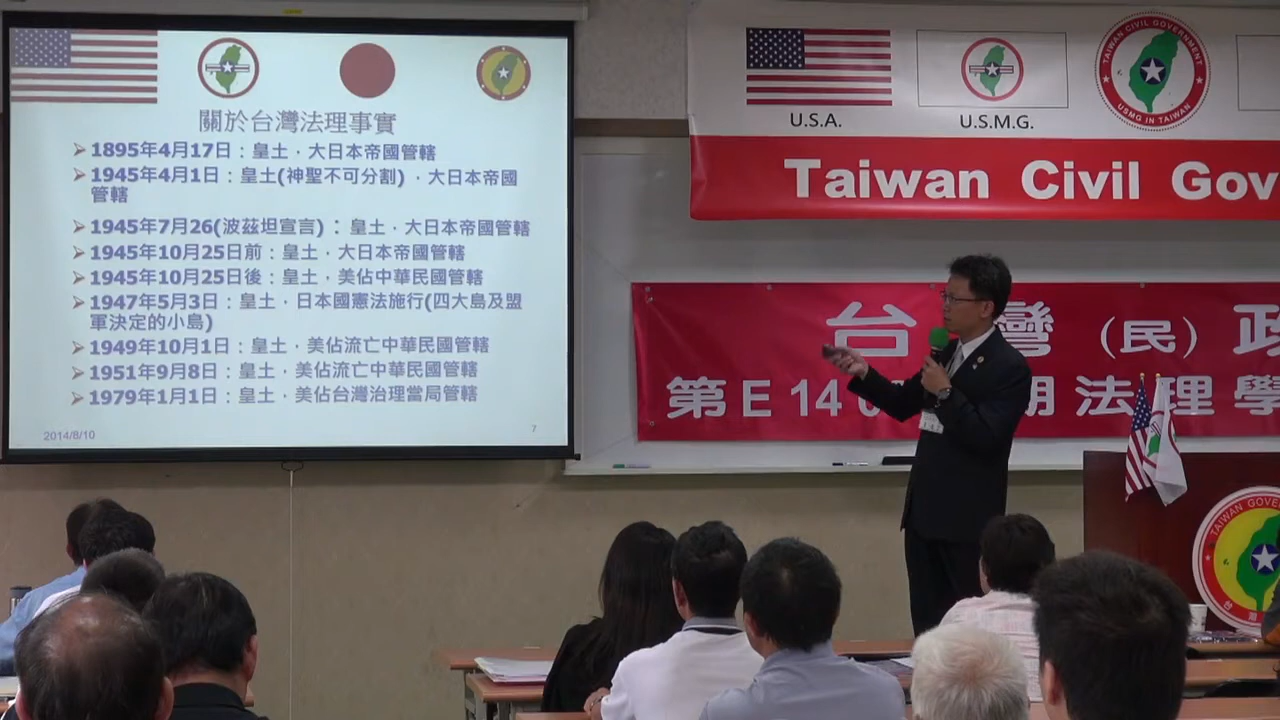 關於台灣法理事實
➢ 1895年4月17日：皇土，大日本帝國管轄
➢ 1945年4月1日：皇土(神聖不可分割)，大日本帝國
管轄
➢ 1945年7月26(波茲坦宣言)：皇土，大日本帝國管轄
➢ 1945年10月25日前：皇土，大日本帝國管轄
➢ 1945年10月25日後：皇土，美佔中華民國管轄
➢ 1947年5月3日：皇土，日本國憲法施行(四大島及盟
軍決定的小島)
➢ 1949年10月1日：皇土，美佔流亡中華民國管轄
➢ 1951年9月8日：皇土，美佔流亡中華民國管轄
➢ 1979年1月1日：皇土，美佔台灣治理當局管轄
2014/8/10
7
U.S.A.
U.S.M.G.
TAIWAN CIVIL GOVERNMENT
USMG IN TAIWAN
Taiwan Civil Gov
台灣（民）政
第E14 期法理學
TAIWAN GOVER
台灣